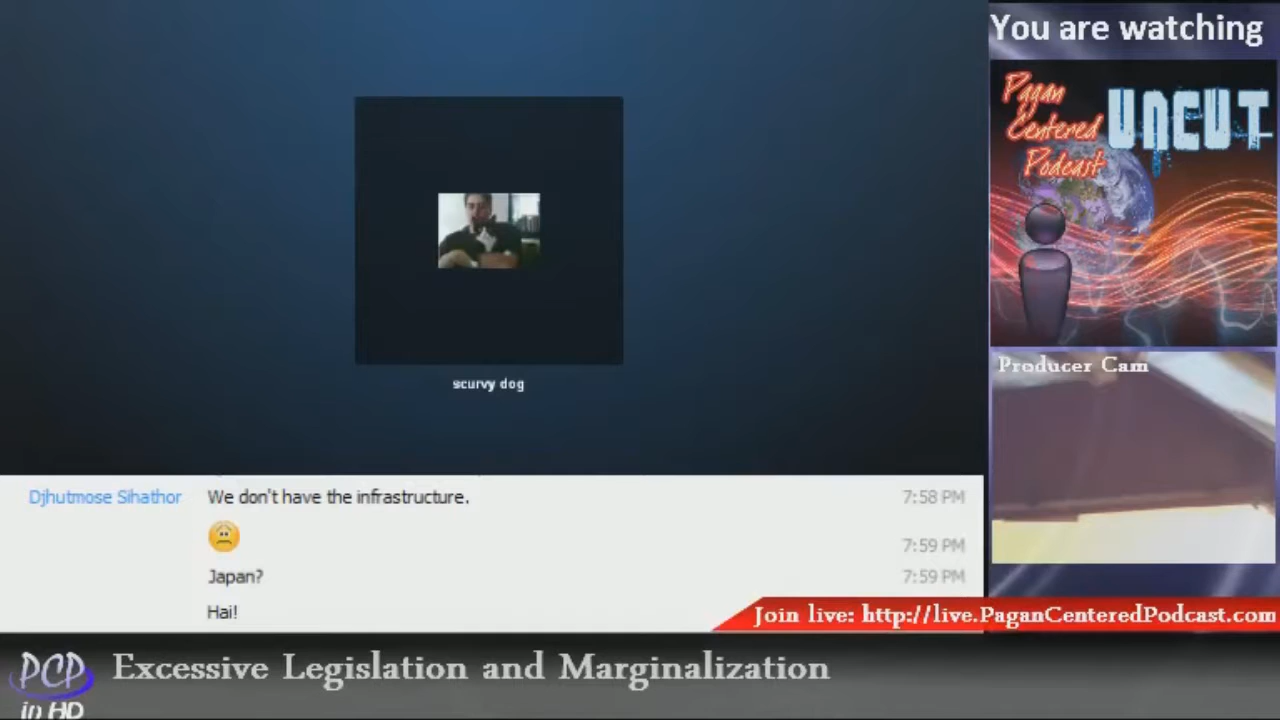 You are watching
Pagan
Centered
Podcast
UNCUT
scurvy dog
Producer Cam
Djhutmose Sihathor We don't have the infrastructure. 7:58 PM
7:59 PM
Japan? 7:59 PM
Hai!
Join live: http://live.PaganCenteredPodcast.com
PCP
in HD
Excessive Legislation and Marginalization